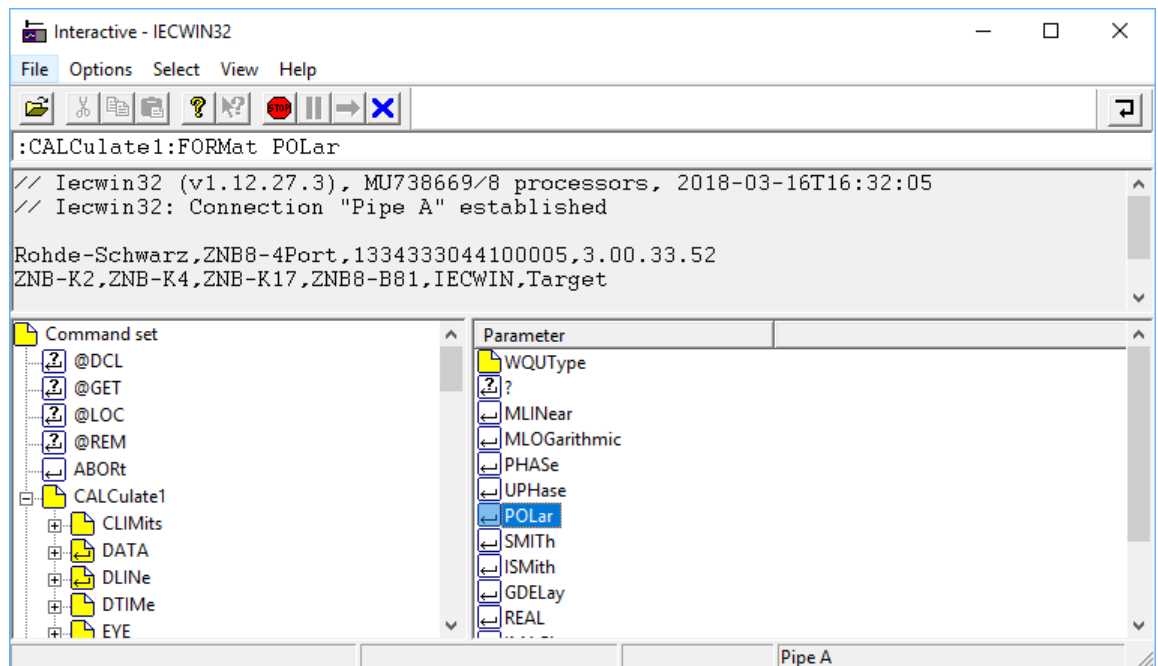 Interactive - IECWIN32
File Options Select View Help
STOP
:CALCulate1:FORMat POLar
// Iecwin32 (v1.12.27.3), MU738669/8 processors, 2018-03-16T16:32:05
// Iecwin32: Connection "Pipe A" established
Rohde-Schwarz,ZNB8-4Port,1334333044100005,3.00.33.52
ZNB-K2,ZNB-K4,ZNB-K17,ZNB8-B81,IECWIN,Target
Command set
@DCL
@GET
@LOC
@REM
ABORt
CALCulate1
CLIMits
DATA
DLINe
DTIMe
EYE
Parameter
WQUType
?
MLINear
MLOGarithmic
PHASe
UPHase
POLar
SMITh
ISMith
GDELay
REAL
Pipe A